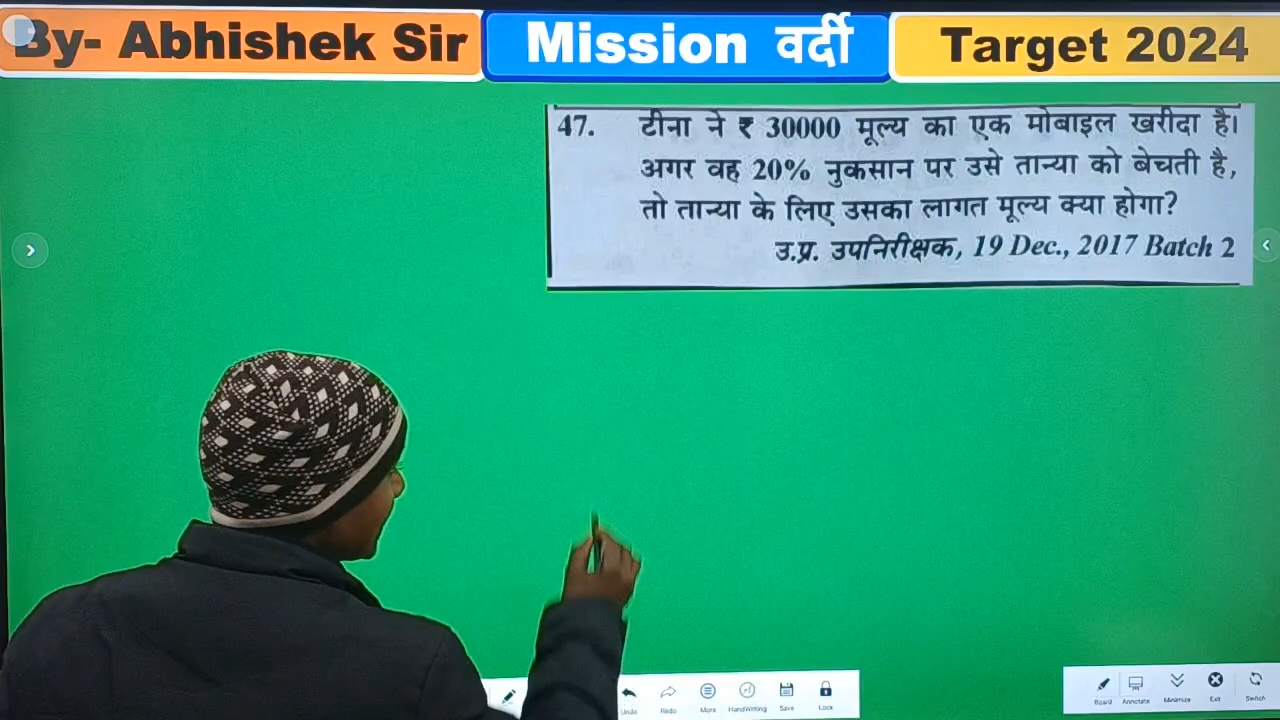 By- Abhishek Sir
Mission वर्दी
Target 2024
47. टीना ने ₹ 30000 मूल्य का एक मोबाइल खरीदा है।
अगर वह 20% नुकसान पर उसे तान्या को बेचती है,
तो तान्या के लिए उसका लागत मूल्य क्या होगा?
उ.प्र. उपनिरीक्षक, 19 Dec., 2017 Batch 2
Undo Redo More HandWriting Save Lock
Board Annotate Minimize Exit Switch